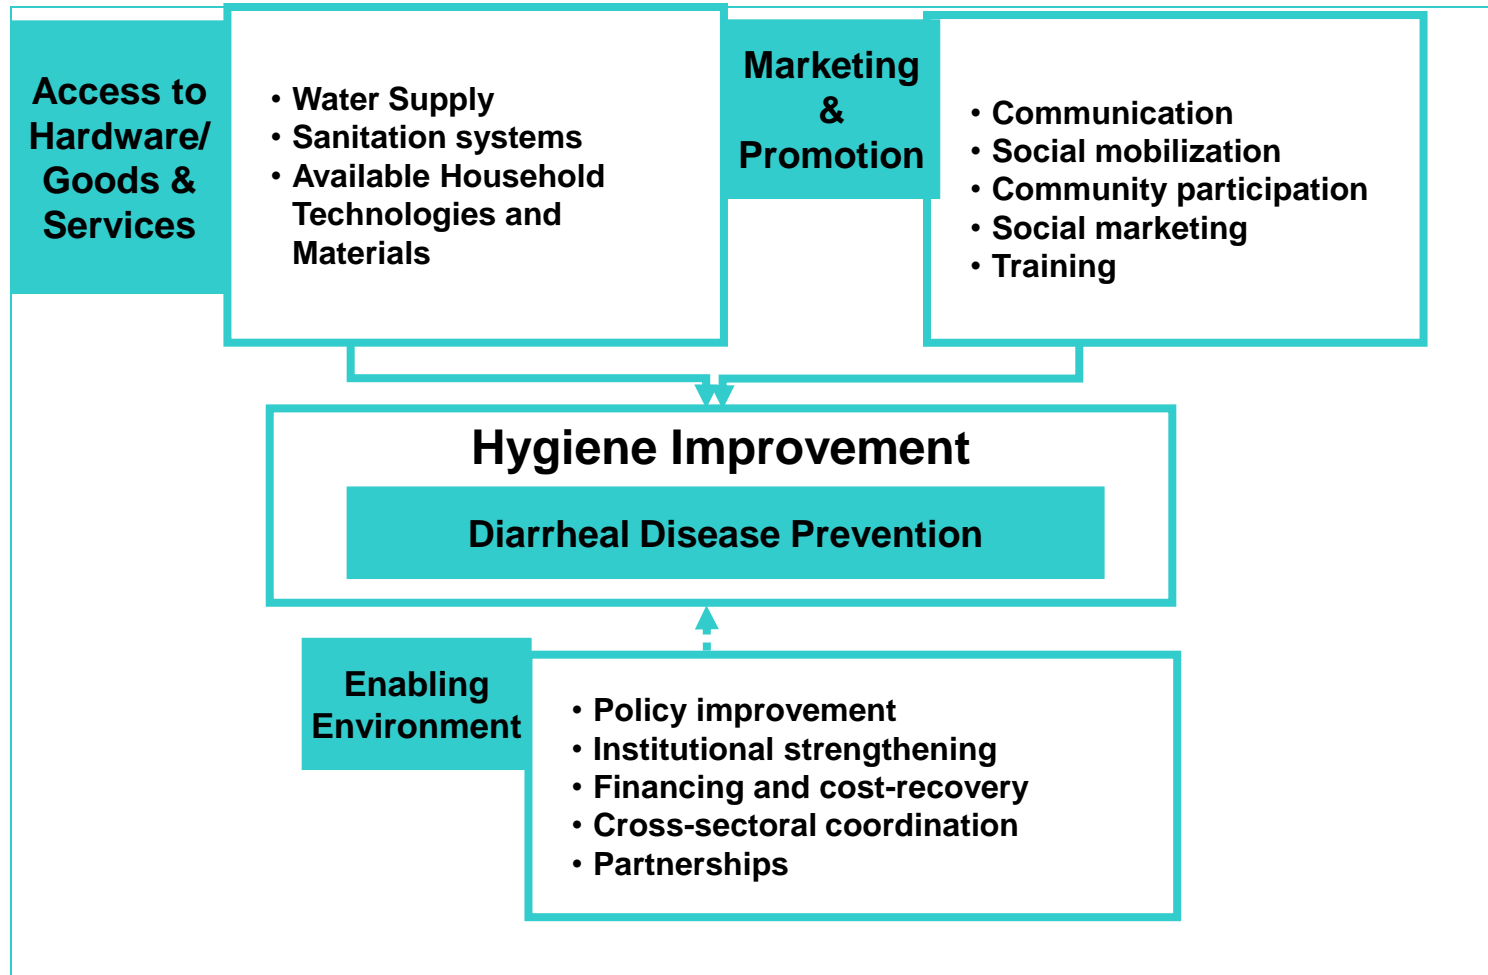 Access to
Hardware/
Goods &
Services
• Water Supply
• Sanitation systems
• Available Household
Technologies and
Materials
Marketing
&
Promotion
• Communication
• Social mobilization
• Community participation
• Social marketing
• Training
Hygiene Improvement
Diarrheal Disease Prevention
Enabling
Environment
• Policy improvement
• Institutional strengthening
• Financing and cost-recovery
• Cross-sectoral coordination
• Partnerships